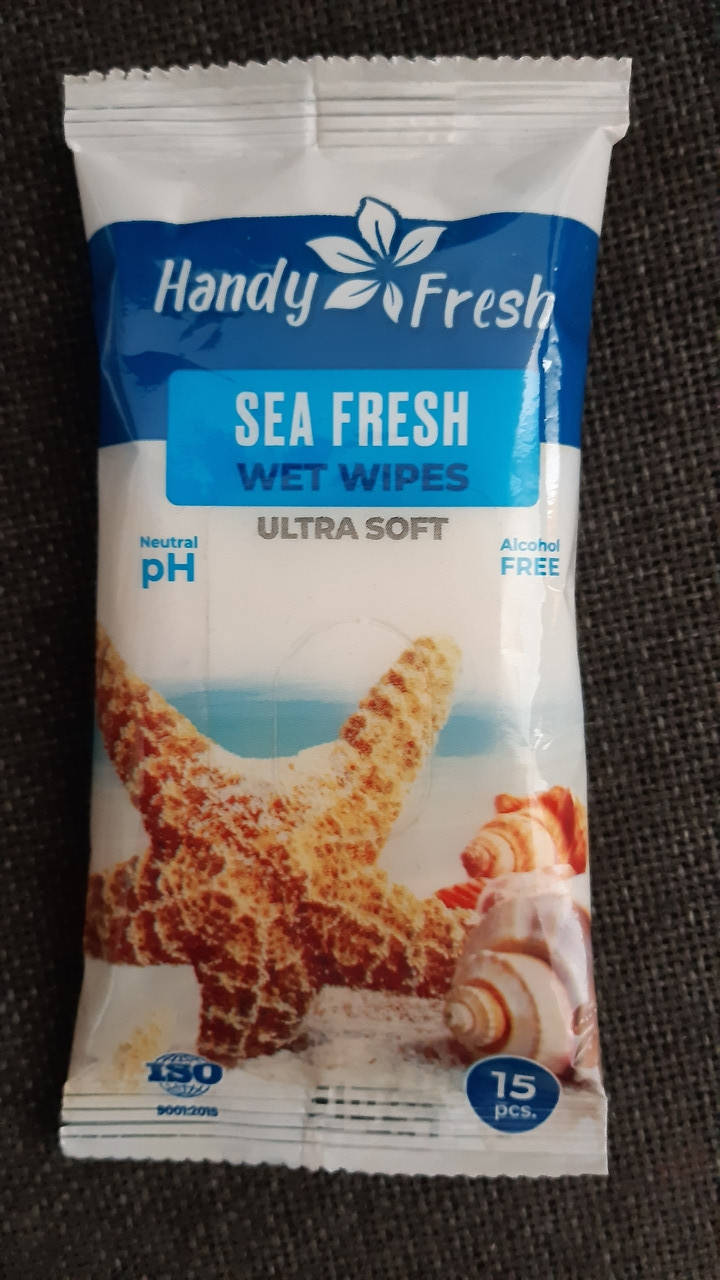 Handy Fresh
SEA FRESH
WET WIPES
ULTRA SOFT
Neutral
pH
Alcohol
FREE
ISO
9001:2015
15
pcs.